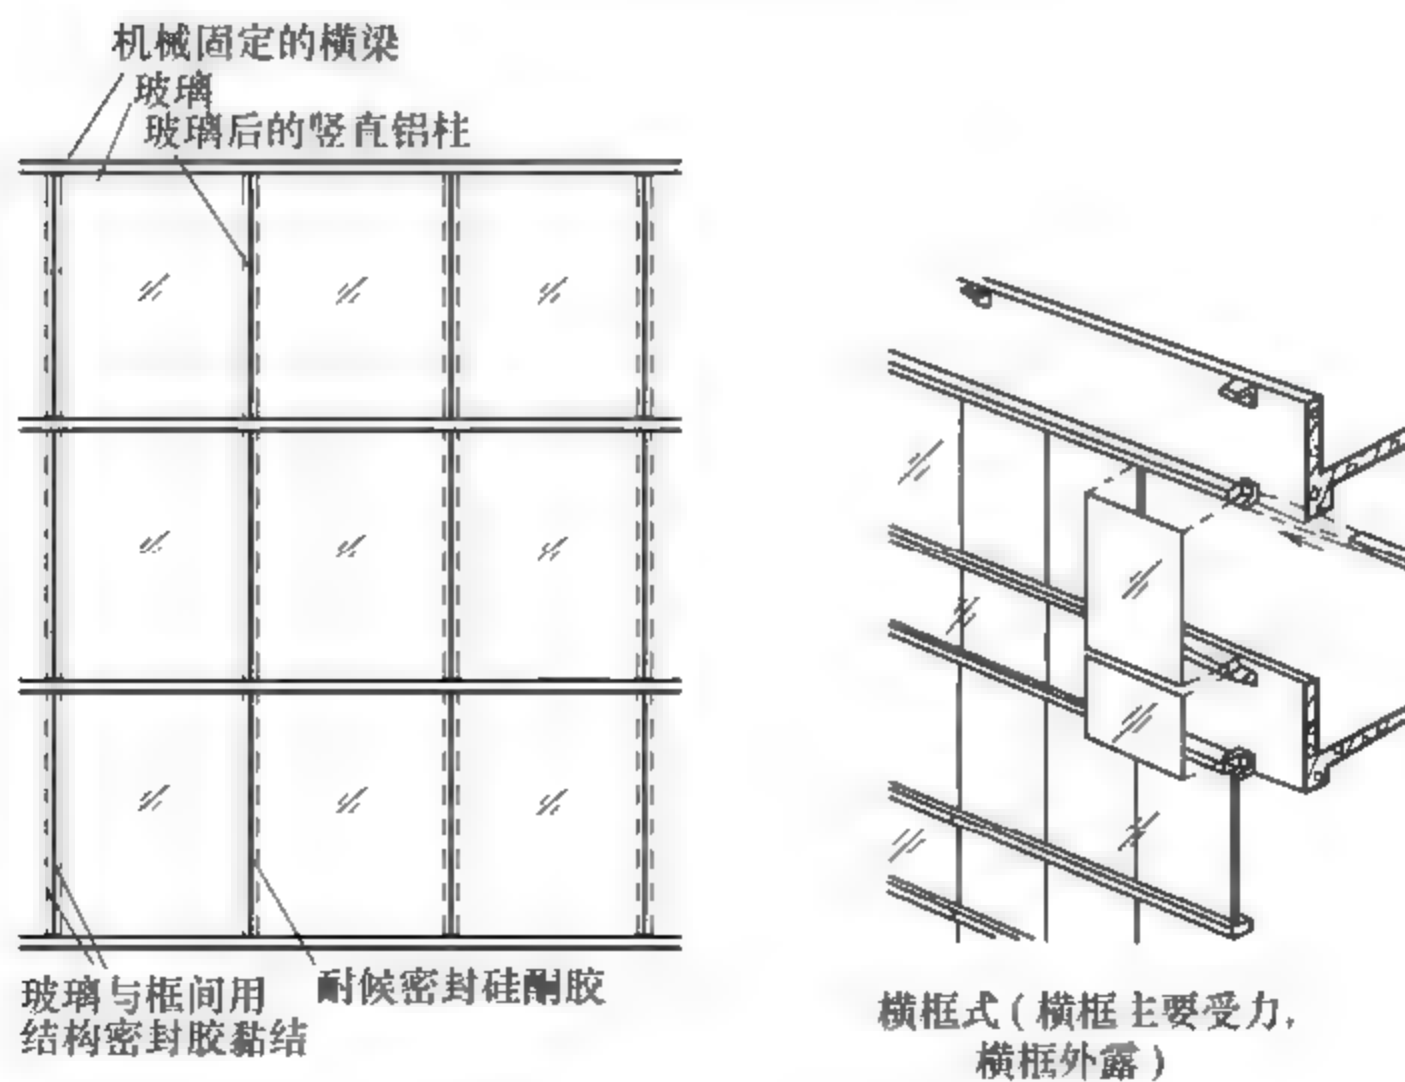 机械固定的横梁
玻璃
玻璃后的竖直铝柱
玻璃与框间用
结构密封胶黏结
耐候密封硅酮胶
横框式(横框主要受力,
横框外露)